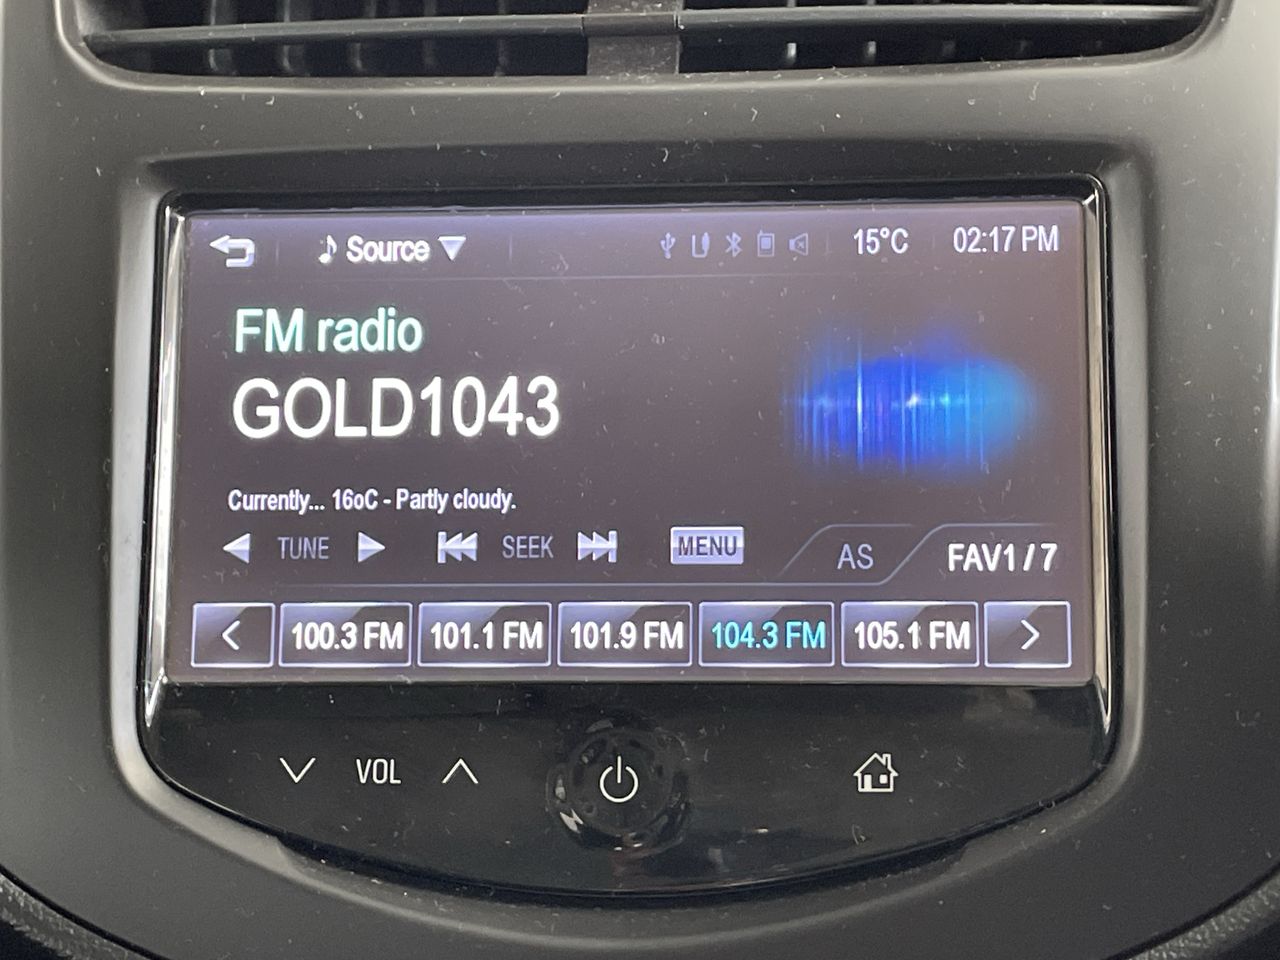 Source 15°C 02:17 PM
FM radio
GOLD1043
Currently... 16oC - Partly cloudy.
TUNE SEEK MENU AS FAV1 / 7
< 100.3 FM 101.1 FM 101.9 FM 104.3 FM 105.1 FM >
VOL